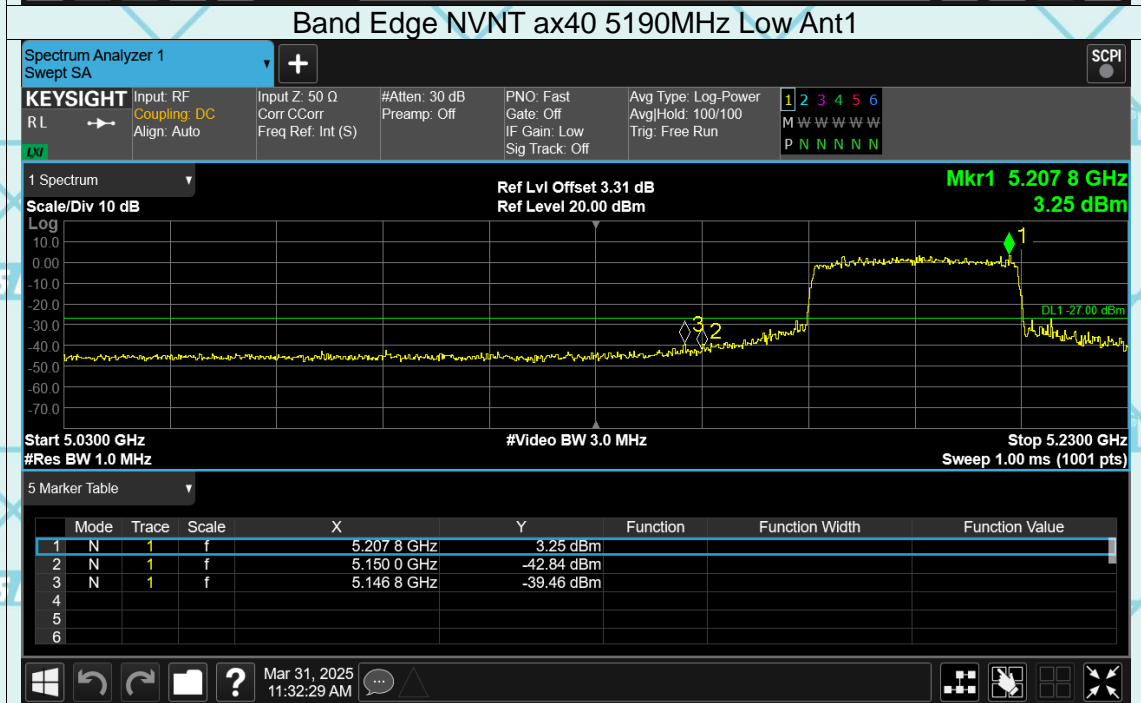 Band Edge NVNT ax40 5190MHz Low Ant1
Spectrum Analyzer 1
Swept SA
+
SCPI
KEYSIGHT
RL
LXI
Input: RF
Coupling: DC
Align: Auto
Input Z: 50 Ω
Corr CCorr
Freq Ref: Int (S)
#Atten: 30 dB
Preamp: Off
PNO: Fast
Gate: Off
IF Gain: Low
Sig Track: Off
Avg Type: Log-Power
Avg|Hold: 100/100
Trig: Free Run
1 2 3 4 5 6
M W W W W W
P N N N N N
1 Spectrum
Scale/Div 10 dB
Ref Lvl Offset 3.31 dB
Ref Level 20.00 dBm
Mkr1 5.207 8 GHz
3.25 dBm
Log
10.0
0.00
-10.0
-20.0
-30.0
-40.0
-50.0
-60.0
-70.0
1
DL1 -27.00 dBm
3
2
Start 5.0300 GHz
#Res BW 1.0 MHz
#Video BW 3.0 MHz
Stop 5.2300 GHz
Sweep 1.00 ms (1001 pts)
5 Marker Table
Mode Trace Scale X Y Function Function Width Function Value
1 N 1 f 5.207 8 GHz 3.25 dBm
2 N 1 f 5.150 0 GHz -42.84 dBm
3 N 1 f 5.146 8 GHz -39.46 dBm
4
5
6
?
Mar 31, 2025
11:32:29 AM